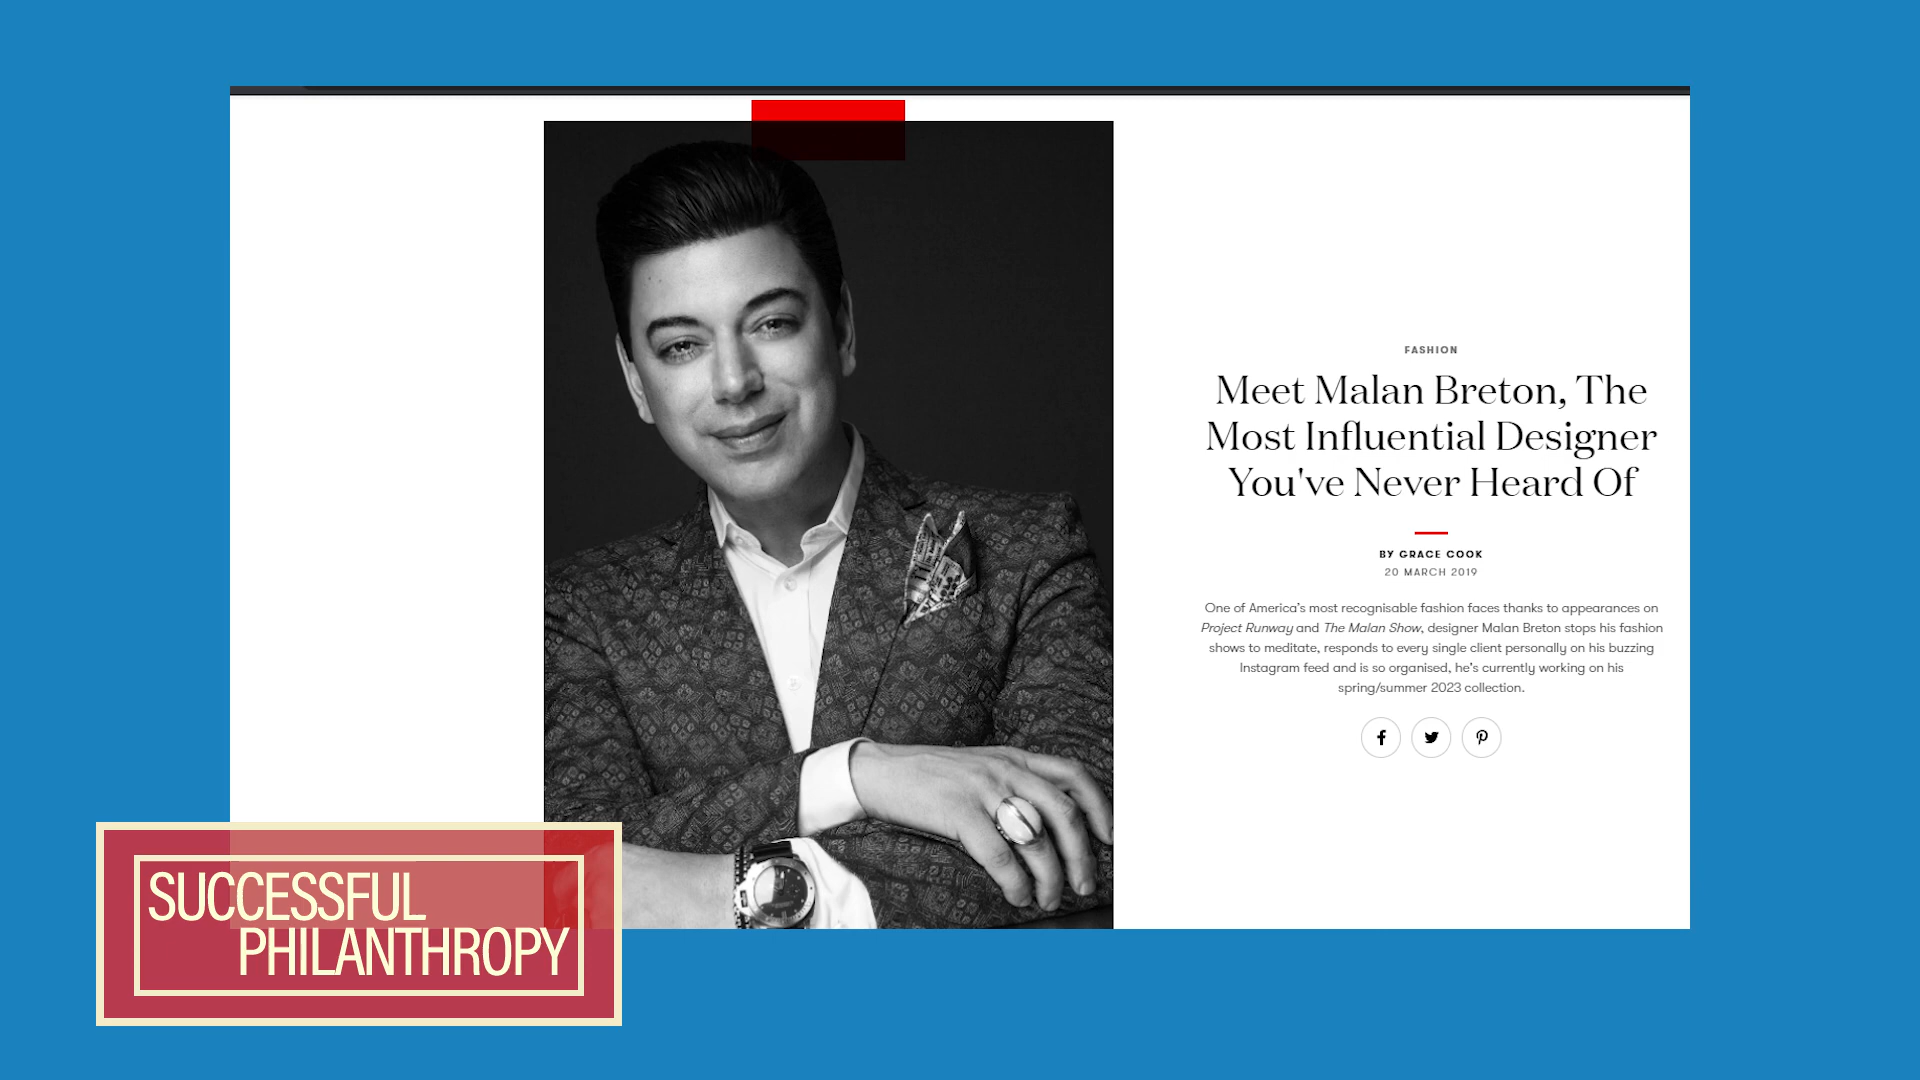 FASHION
Meet Malan Breton, The
Most Influential Designer
You've Never Heard Of
BY GRACE COOK
20 MARCH 2019
One of America's most recognisable fashion faces thanks to appearances on
Project Runway and The Malan Show, designer Malan Breton stops his fashion
shows to meditate, responds to every single client personally on his buzzing
Instagram feed and is so organised, he's currently working on his
spring/summer 2023 collection.
SUCCESSFUL
PHILANTHROPY